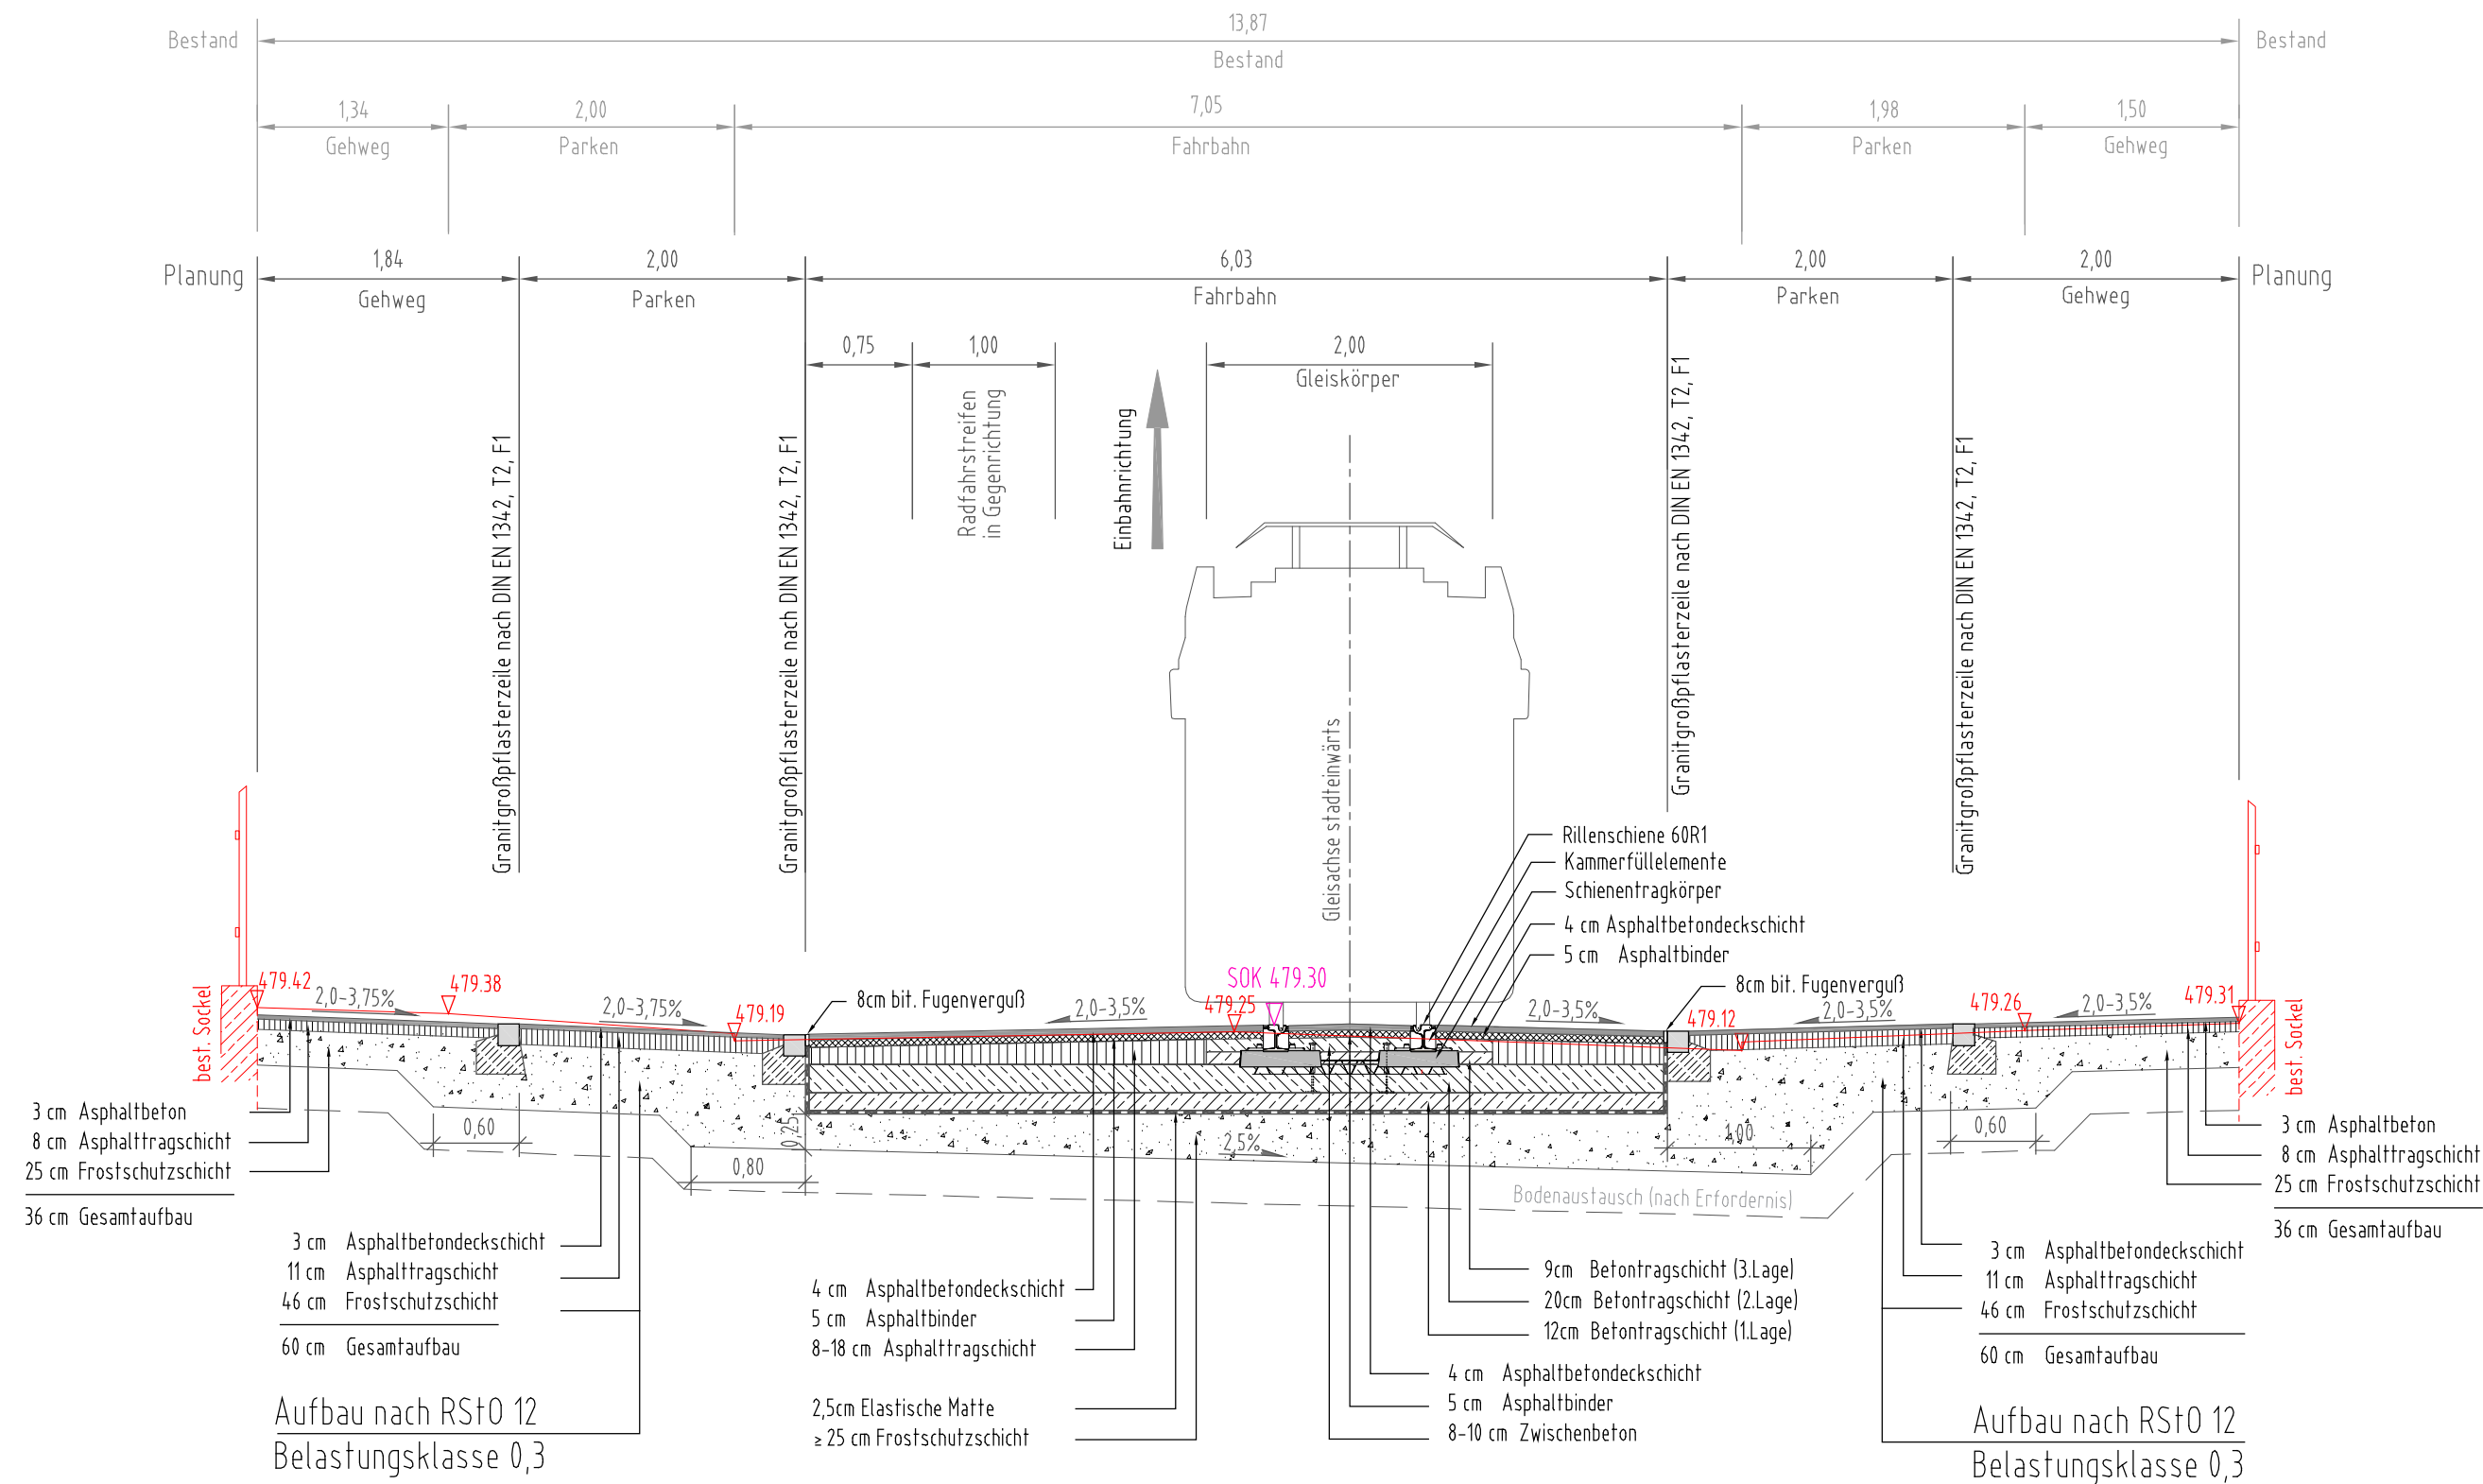 13,87
Bestand
Bestand
Bestand
1,34
2,00
7,05
1,98
1,50
Gehweg
Parken
Fahrbahn
Parken
Gehweg
Planung
1,84
2,00
6,03
2,00
2,00
Planung
Gehweg
Parken
Fahrbahn
Parken
Gehweg
0,75
1,00
2,00
Gleiskörper
Radfahrstreifen
in Gegenrichtung
Einbahnrichtung
Granitgroßpflasterzeile nach DIN EN 1342, T2, F1
Granitgroßpflasterzeile nach DIN EN 1342, T2, F1
Granitgroßpflasterzeile nach DIN EN 1342, T2, F1
Granitgroßpflasterzeile nach DIN EN 1342, T2, F1
Gleisachse stadteinwärts
Rillenschiene 60R1
Kammerfüllelemente
Schienentragkörper
4 cm Asphaltbetondeckschicht
5 cm Asphaltbinder
best. Sockel
479.42
2,0-3,75%
479.38
2,0-3,75%
479.19
8cm bit. Fugenverguß
2,0-3,5%
SOK 479.30
479.25
2,0-3,5%
8cm bit. Fugenverguß
479.12
2,0-3,5%
479.26
2,0-3,5%
479.31
best. Sockel
0,60
0,80
0,25
2,5%
1,00
0,60
Bodenaustausch (nach Erfordernis)
3 cm Asphaltbeton
8 cm Asphalttragschicht
25 cm Frostschutzschicht
36 cm Gesamtaufbau
3 cm Asphaltbetondeckschicht
11 cm Asphalttragschicht
46 cm Frostschutzschicht
60 cm Gesamtaufbau
Aufbau nach RStO 12
Belastungsklasse 0,3
4 cm Asphaltbetondeckschicht
5 cm Asphaltbinder
8-18 cm Asphalttragschicht
2,5cm Elastische Matte
≥ 25 cm Frostschutzschicht
9cm Betontragschicht (3.Lage)
20cm Betontragschicht (2.Lage)
12cm Betontragschicht (1.Lage)
4 cm Asphaltbetondeckschicht
5 cm Asphaltbinder
8-10 cm Zwischenbeton
3 cm Asphaltbeton
8 cm Asphalttragschicht
25 cm Frostschutzschicht
36 cm Gesamtaufbau
3 cm Asphaltbetondeckschicht
11 cm Asphalttragschicht
46 cm Frostschutzschicht
60 cm Gesamtaufbau
Aufbau nach RStO 12
Belastungsklasse 0,3